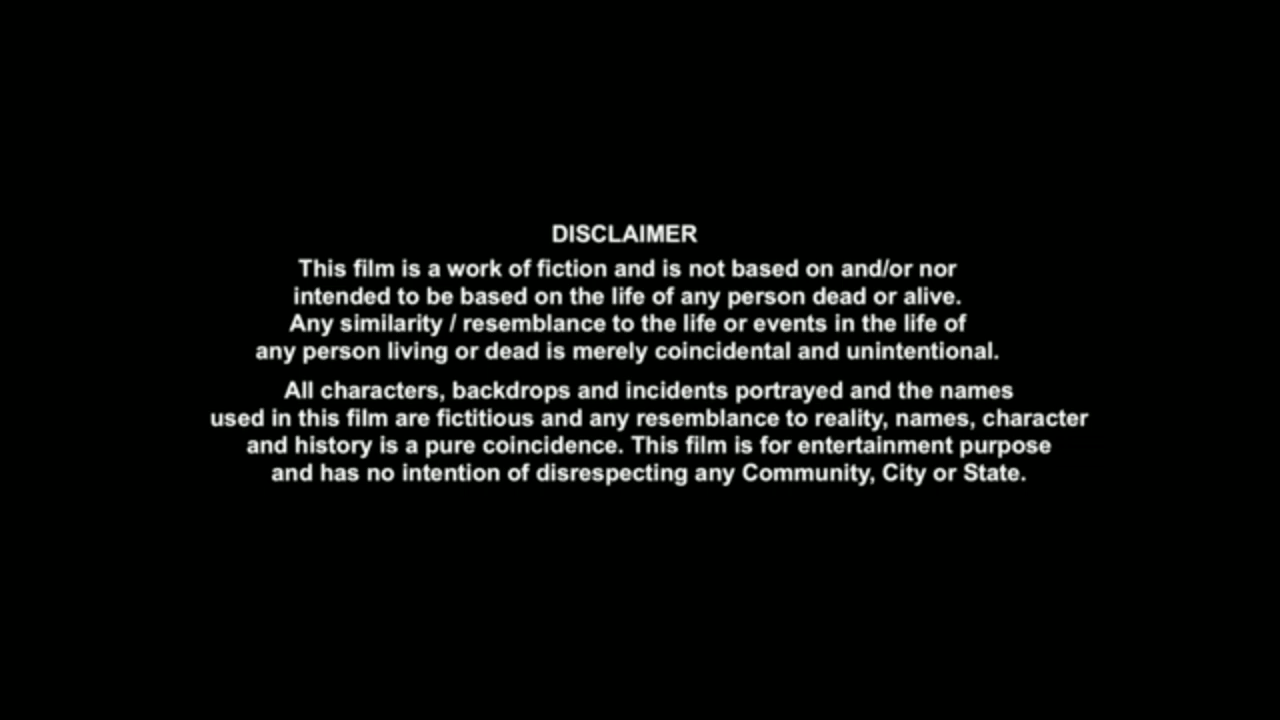 DISCLAIMER
This film is a work of fiction and is not based on and/or nor
intended to be based on the life of any person dead or alive.
Any similarity / resemblance to the life or events in the life of
any person living or dead is merely coincidental and unintentional.
All characters, backdrops and incidents portrayed and the names
used in this film are fictitious and any resemblance to reality, names, character
and history is a pure coincidence. This film is for entertainment purpose
and has no intention of disrespecting any Community, City or State.